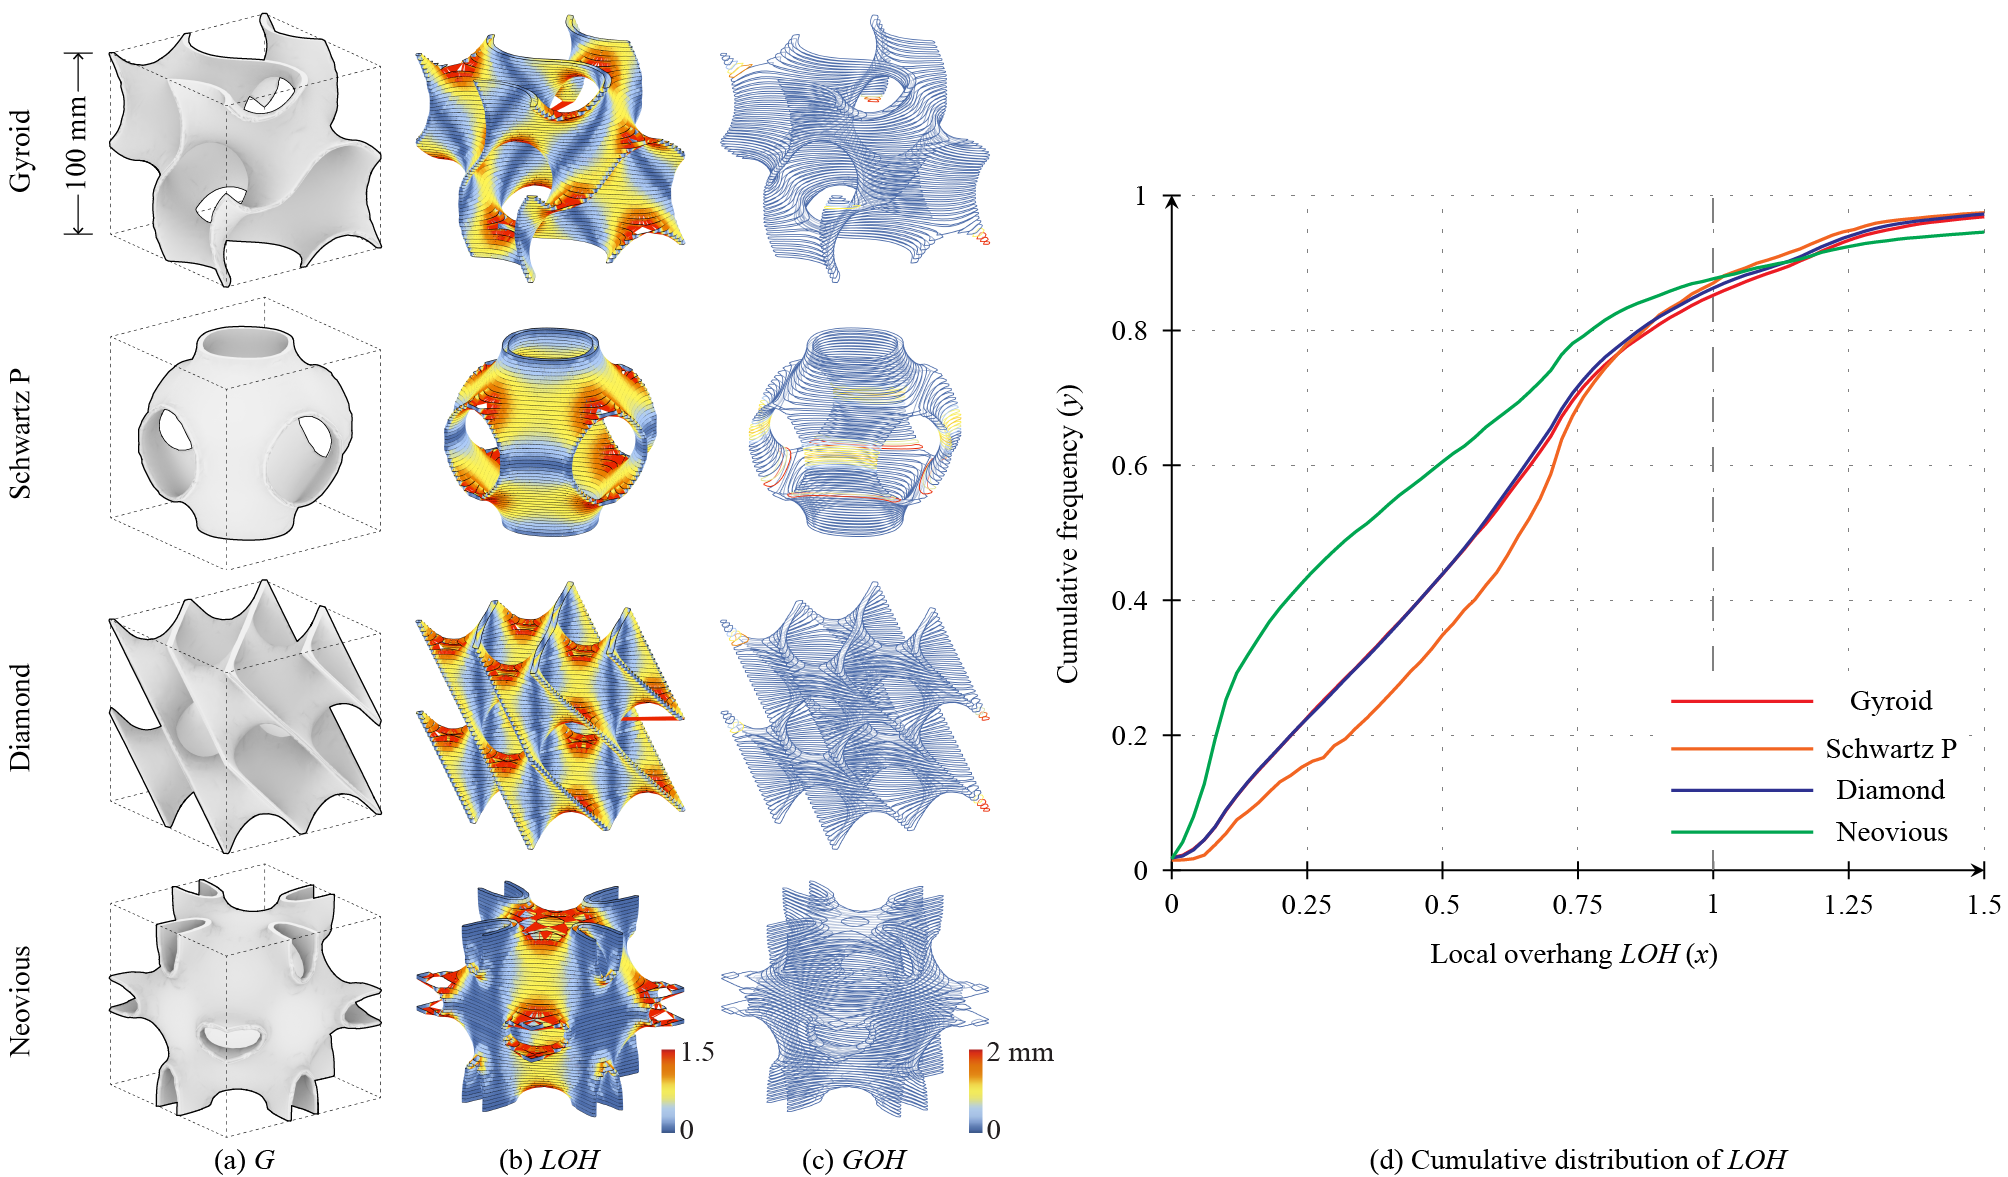 Gyroid
100 mm
Schwartz P
Diamond
Neovious
1.5
0
2 mm
0
(a) G
(b) LOH
(c) GOH
Cumulative frequency (y)
1
0.8
0.6
0.4
0.2
0
0
0.25
0.5
0.75
1
1.25
1.5
Local overhang LOH (x)
Gyroid
Schwartz P
Diamond
Neovious
(d) Cumulative distribution of LOH